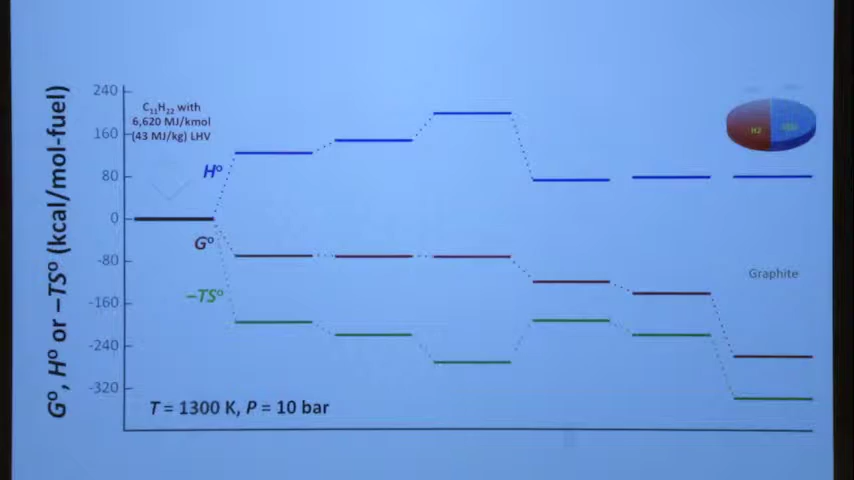 G°, H° or –TS° (kcal/mol-fuel)
240
160
80
0
-80
-160
-240
-320
C₁₁H₂₂ with
6,620 MJ/kmol
(43 MJ/kg) LHV
H°
G°
–TS°
T = 1300 K, P = 10 bar
H2
Graphite